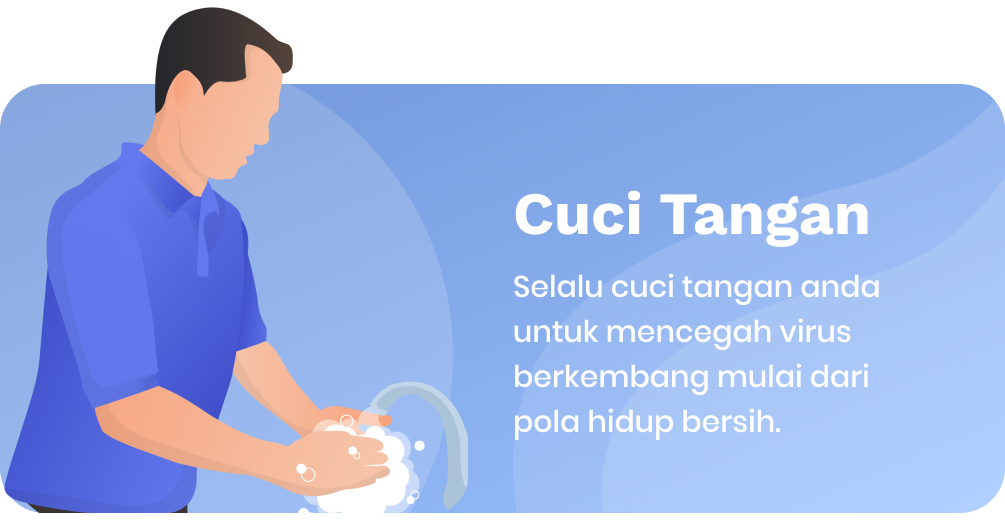 Cuci Tangan
Selalu cuci tangan anda
untuk mencegah virus
berkembang mulai dari
pola hidup bersih.